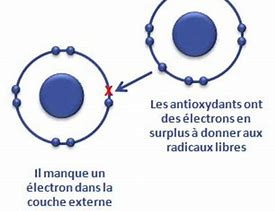 Les antioxydants ont
des électrons en
surplus à donner aux
radicaux libres
Il manque un
électron dans la
couche externe